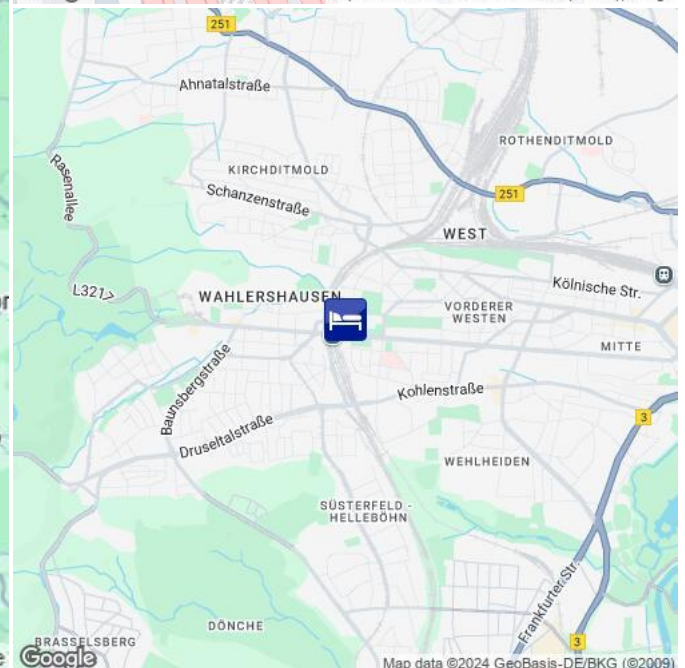 251
Ahnatalstraße
ROTHENDITMOLD
Rasenallee
KIRCHDITMOLD
Schanzenstraße
251
WEST
Kölnische Str.
L3217
WAHLERSHAUSEN
VORDERER
WESTEN
MITTE
Baunsbergstraße
Kohlenstraße
3
Druseltalstraße
WEHLHEIDEN
SÜSTERFELD -
HELLEBÖHN
Frankfurter Str.
DÖNCHE
BRASSELSBERG
3
Google
Map data ©2024 GeoBasis-DE/BKG (©2009)